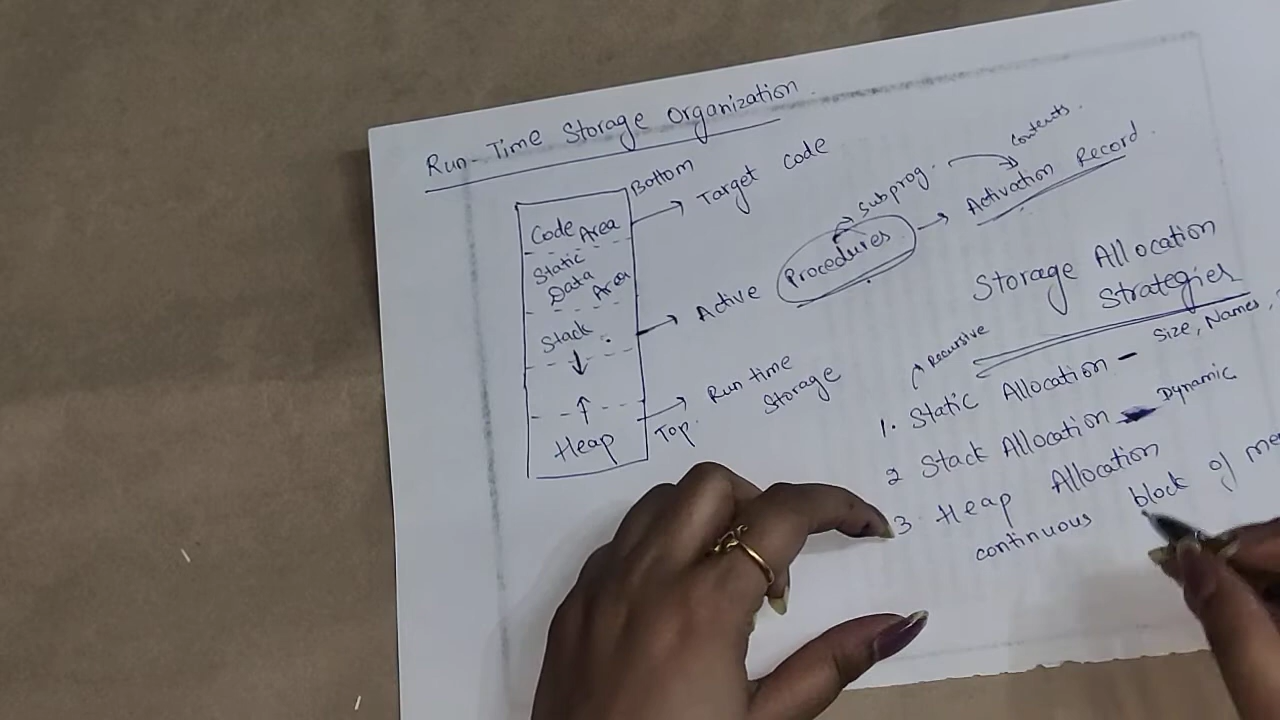 Run-Time Storage Organization
Bottom
Code Area
Target code
Static
Data Area
Stack
Active Procedures
subprog.
contents.
Activation Record
Heap
Top
Run time
Storage
Storage Allocation
Strategies
Recursive
1. Static Allocation - Size, Names,
2 Stack Allocation - Dynamic
3. Heap Allocation
continuous block of